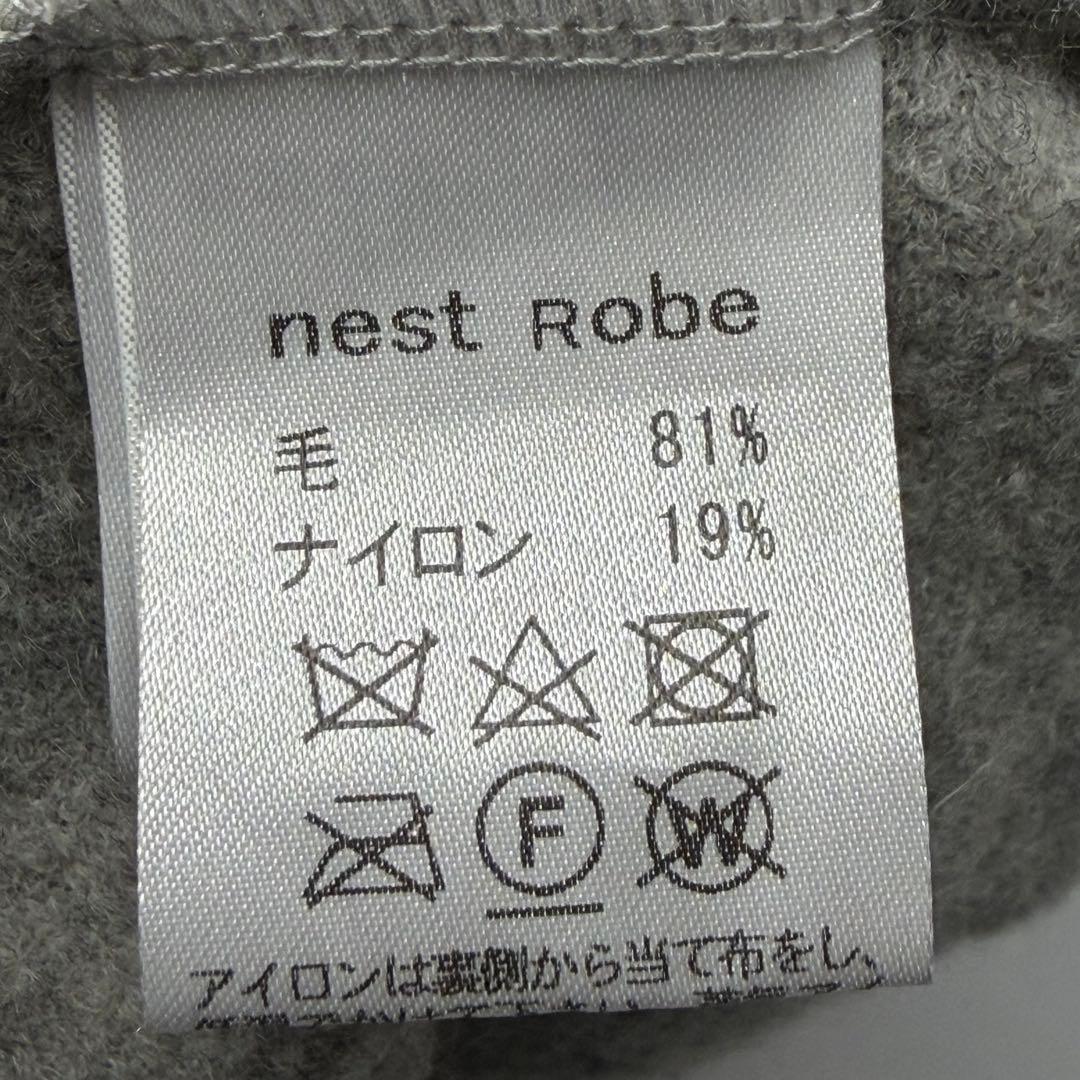 nest Robe
毛 81%
ナイロン 19%
F W
アイロンは裏側から当て布をし、